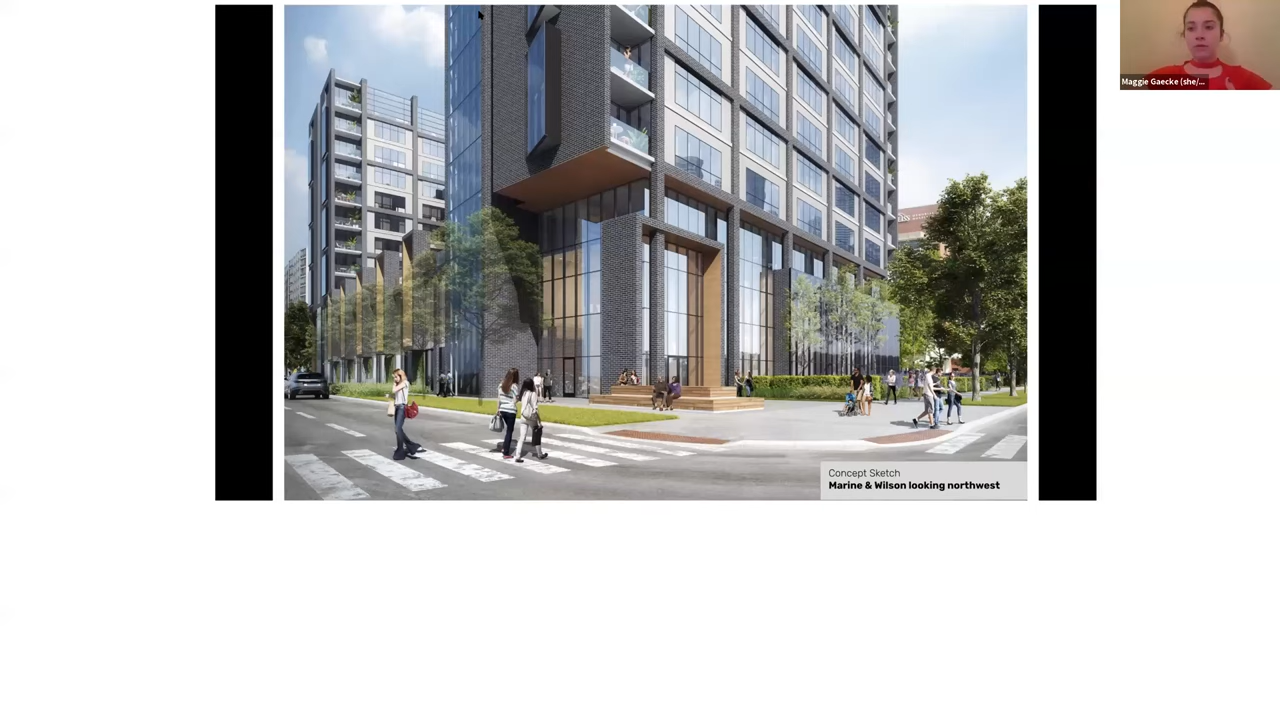 Maggie Gaecke (she/...
Concept Sketch
Marine & Wilson looking northwest